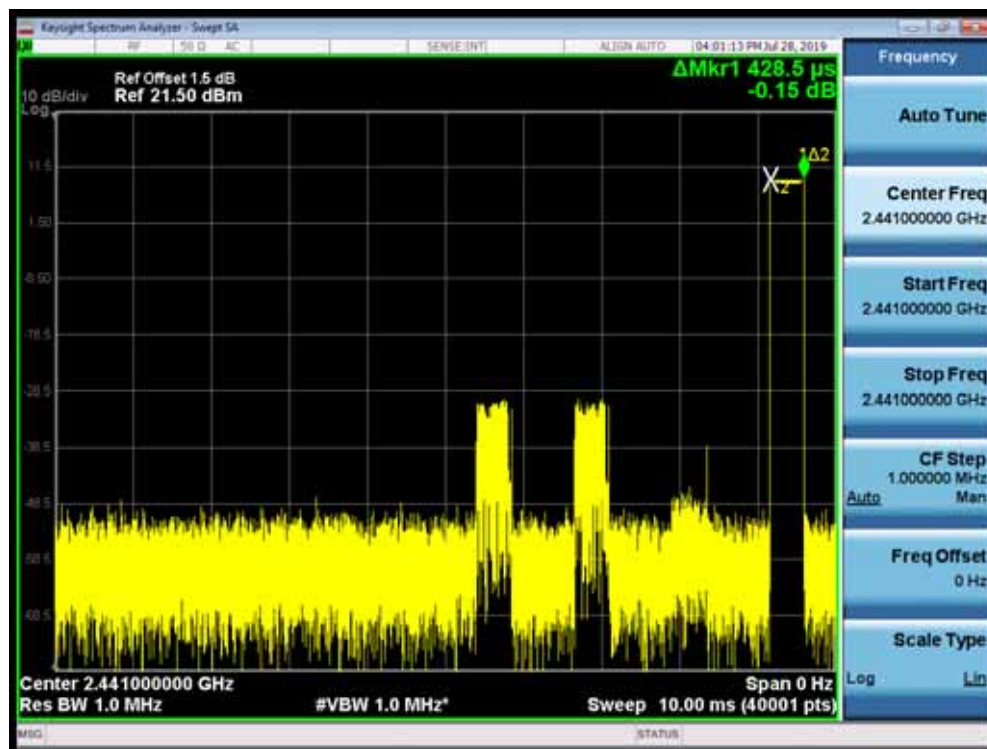 Keysight Spectrum Analyzer - Swept SA
RF 50 Ω AC SENSE:INT ALIGN AUTO 04:01:13 PM Jul 28, 2019
Ref Offset 1.5 dB
10 dB/div Ref 21.50 dBm
Log
ΔMkr1 428.5 µs
-0.15 dB
11.5
1.50
-8.50
-18.5
-28.5
-38.5
-48.5
-58.5
-68.5
1Δ2
X2
Center 2.441000000 GHz
Span 0 Hz
Res BW 1.0 MHz #VBW 1.0 MHz* Sweep 10.00 ms (40001 pts)
MSG STATUS
Frequency
Auto Tune
Center Freq
2.441000000 GHz
Start Freq
2.441000000 GHz
Stop Freq
2.441000000 GHz
CF Step
1.000000 MHz
Auto Man
Freq Offset
0 Hz
Scale Type
Log Lin